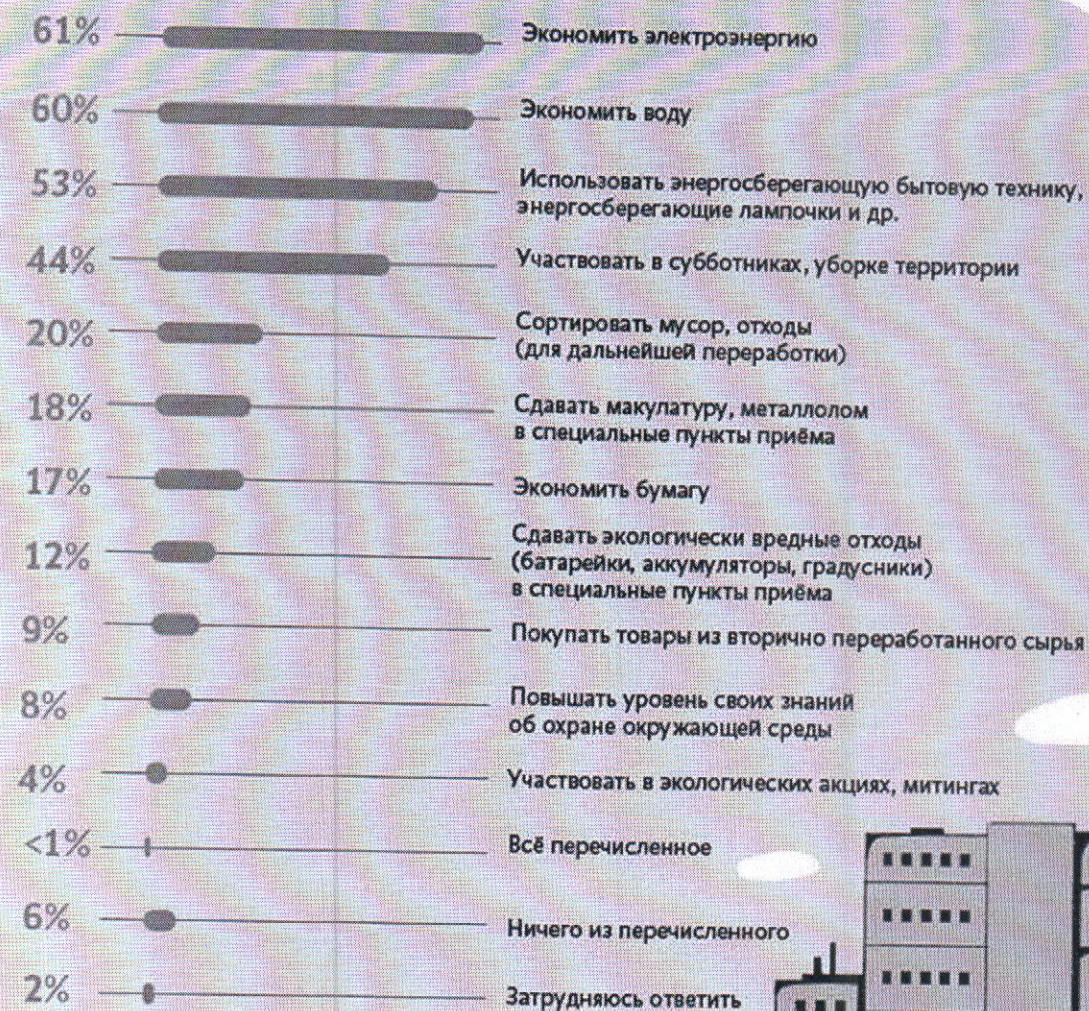 61% Экономить электроэнергию
60% Экономить воду
53% Использовать энергосберегающую бытовую технику,
энергосберегающие лампочки и др.
44% Участвовать в субботниках, уборке территории
20% Сортировать мусор, отходы
(для дальнейшей переработки)
18% Сдавать макулатуру, металлолом
в специальные пункты приёма
17% Экономить бумагу
12% Сдавать экологически вредные отходы
(батарейки, аккумуляторы, градусники)
в специальные пункты приёма
9% Покупать товары из вторично переработанного сырья
8% Повышать уровень своих знаний
об охране окружающей среды
4% Участвовать в экологических акциях, митингах
<1% Всё перечисленное
6% Ничего из перечисленного
2% Затрудняюсь ответить